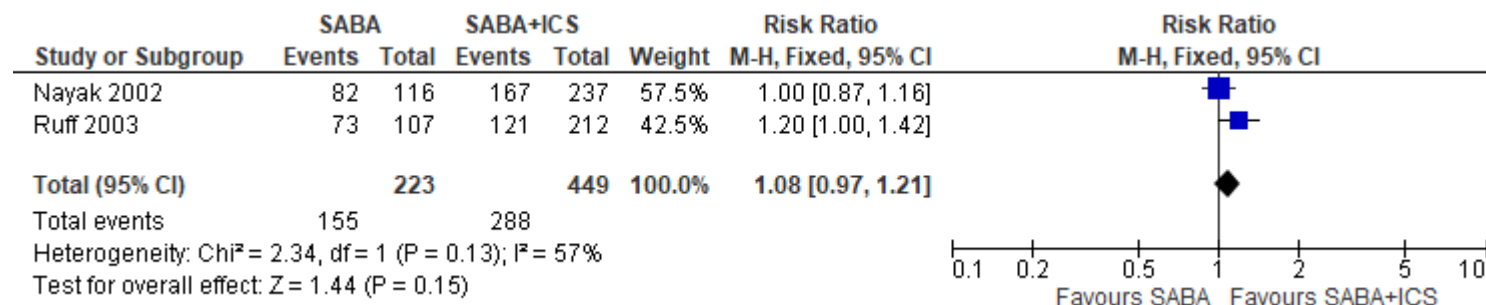 SABA SABA+ICS Risk Ratio Risk Ratio
Study or Subgroup Events Total Events Total Weight M-H, Fixed, 95% CI M-H, Fixed, 95% CI
Nayak 2002 82 116 167 237 57.5% 1.00 [0.87, 1.16]
Ruff 2003 73 107 121 212 42.5% 1.20 [1.00, 1.42]
Total (95% CI) 223 449 100.0% 1.08 [0.97, 1.21]
Total events 155 288
Heterogeneity: Chi² = 2.34, df = 1 (P = 0.13); I² = 57%
Test for overall effect: Z = 1.44 (P = 0.15)
0.1 0.2 0.5 1 2 5 10
Favours SABA Favours SABA+ICS